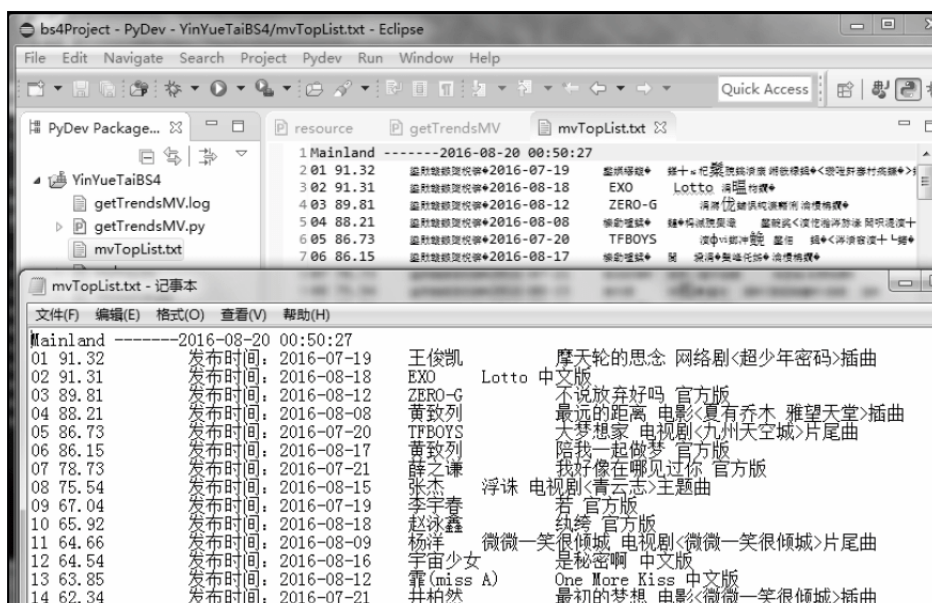 bs4Project - PyDev - YinYueTaiBS4/mvTopList.txt - Eclipse
File Edit Navigate Search Project Pydev Run Window Help
Quick Access
PyDev Package...
resource getTrendsMV mvTopList.txt
YinYueTaiBS4
getTrendsMV.log
getTrendsMV.py
mvTopList.txt
1 Mainland -------2016-08-20 00:50:27
2 01 91.32 2016-07-19
3 02 91.31 2016-08-18 EXO Lotto
4 03 89.81 2016-08-12 ZERO-G
5 04 88.21 2016-08-08
6 05 86.73 2016-07-20 TFBOYS
7 06 86.15 2016-08-17
mvTopList.txt - 记事本
文件(F) 编辑(E) 格式(O) 查看(V) 帮助(H)
Mainland -------2016-08-20 00:50:27
01 91.32 发布时间: 2016-07-19 王俊凯 摩天轮的思念 网络剧<超少年密码>插曲
02 91.31 发布时间: 2016-08-18 EXO Lotto 中文版
03 89.81 发布时间: 2016-08-12 ZERO-G 不说放弃好吗 官方版
04 88.21 发布时间: 2016-08-08 黄致列 最远的距离 电影<夏有乔木 雅望天堂>插曲
05 86.73 发布时间: 2016-07-20 TFBOYS 大梦想家 电视剧<九州天空城>片尾曲
06 86.15 发布时间: 2016-08-17 黄致列 陪我一起做梦 官方版
07 78.73 发布时间: 2016-07-21 薛之谦 我好像在哪见过你 官方版
08 75.54 发布时间: 2016-08-15 张杰 浮诛 电视剧<青云志>主题曲
09 67.04 发布时间: 2016-07-19 李宇春 若 官方版
10 65.92 发布时间: 2016-08-18 赵泳鑫 纨绔 官方版
11 64.66 发布时间: 2016-08-09 杨洋 微微一笑很倾城 电视剧<微微一笑很倾城>片尾曲
12 64.54 发布时间: 2016-08-16 宇宙少女 是秘密啊 中文版
13 63.85 发布时间: 2016-08-12 霏(miss A) One More Kiss 中文版
14 62.34 发布时间: 2016-07-21 井柏然 最初的梦想 电影<微微一笑很倾城>插曲